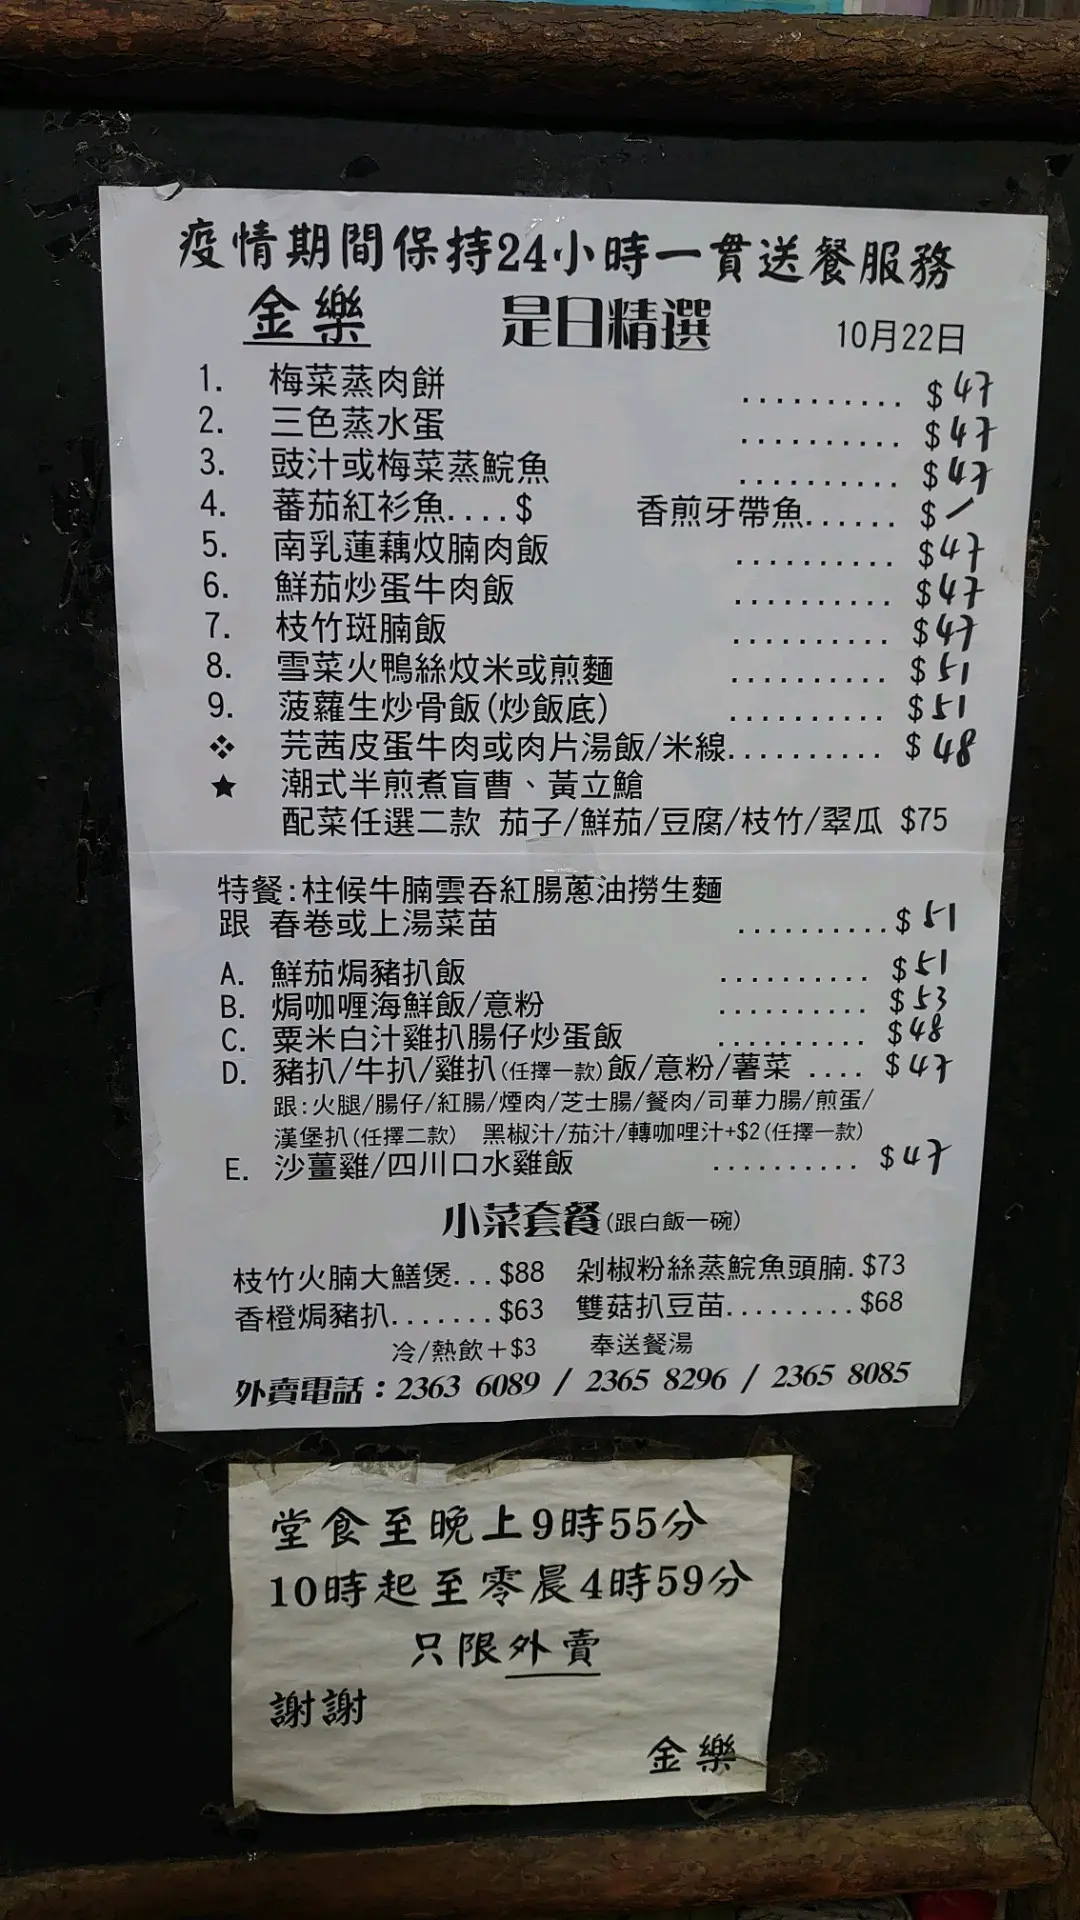 疫情期間保持24小時一貫送餐服務
金樂 是日精選 10月22日
1. 梅菜蒸肉餅 .......... $47
2. 三色蒸水蛋 .......... $47
3. 豉汁或梅菜蒸鯇魚 .......... $47
4. 蕃茄紅衫魚....$ 香煎牙帶魚...... $/
5. 南乳蓮藕炆腩肉飯 .......... $47
6. 鮮茄炒蛋牛肉飯 .......... $47
7. 枝竹斑腩飯 .......... $47
8. 雪菜火鴨絲炆米或煎麵 .......... $51
9. 菠蘿生炒骨飯(炒飯底) .......... $51
❖ 芫茜皮蛋牛肉或肉片湯飯/米線.......... $48
★ 潮式半煎煮盲曹、黃立鯧
配菜任選二款 茄子/鮮茄/豆腐/枝竹/翠瓜 $75
特餐:柱候牛腩雲吞紅腸蔥油撈生麵
跟 春卷或上湯菜苗 ..........$51
A. 鮮茄焗豬扒飯 .......... $51
B. 焗咖喱海鮮飯/意粉 .......... $53
C. 粟米白汁雞扒腸仔炒蛋飯 .......... $48
D. 豬扒/牛扒/雞扒(任擇一款)飯/意粉/薯菜 .... $47
跟:火腿/腸仔/紅腸/煙肉/芝士腸/餐肉/司華力腸/煎蛋/
漢堡扒(任擇二款) 黑椒汁/茄汁/轉咖哩汁+$2(任擇一款)
E. 沙薑雞/四川口水雞飯 .......... $47
小菜套餐(跟白飯一碗)
枝竹火腩大鱔煲...$88 剁椒粉絲蒸鯇魚頭腩.$73
香橙焗豬扒.......$63 雙菇扒豆苗.........$68
冷/熱飲+$3 奉送餐湯
外賣電話:2363 6089 / 2365 8296 / 2365 8085
堂食至晚上9時55分
10時起至零晨4時59分
只限外賣
謝謝
金樂